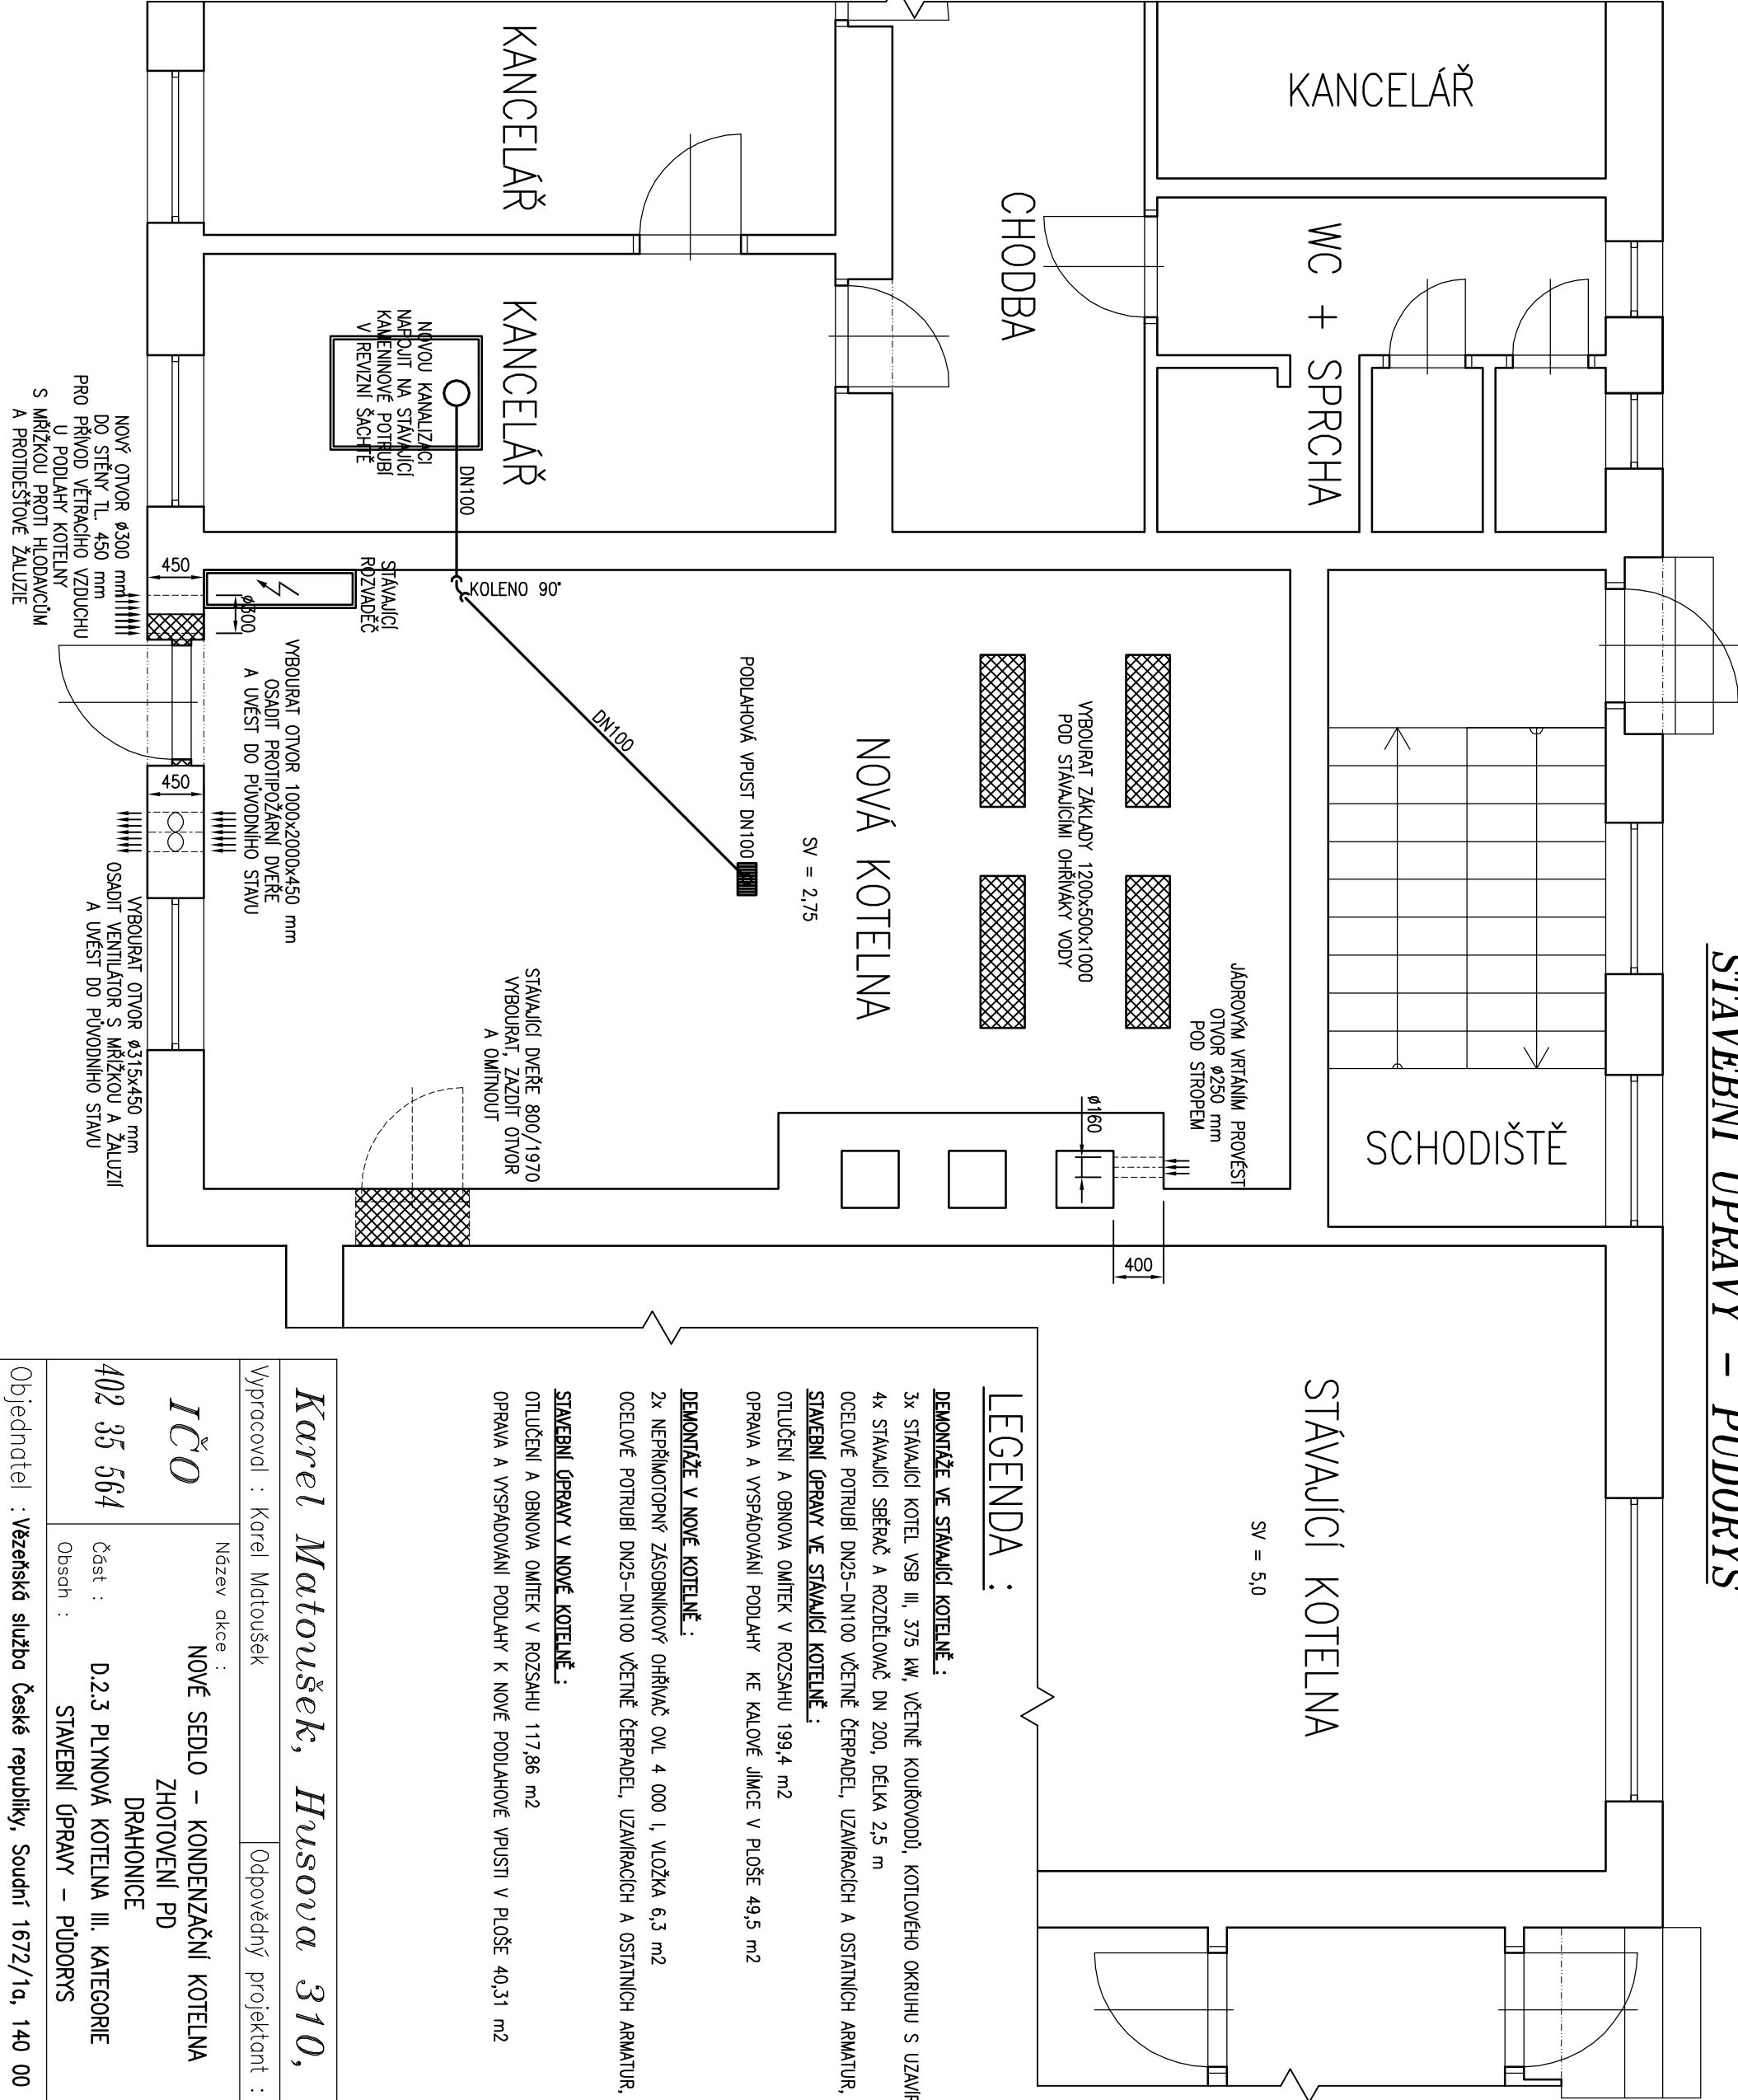 STAVEBNÍ ÚPRAVY – PŮDORYS
KANCELÁŘ
WC + SPRCHA
CHODBA
KANCELÁŘ
KANCELÁŘ
NOVOU KANALIZACI
NAPOJIT NA STÁVAJÍCÍ
KAMENINOVÉ POTRUBÍ
V REVIZNÍ ŠACHTĚ
DN100
KOLENO 90°
DN100
STÁVAJÍCÍ
ROZVADĚČ
450
ø300
NOVÝ OTVOR ø300 mm
DO STĚNY TL. 450 mm
PRO PŘÍVOD VĚTRACÍHO VZDUCHU
U PODLAHY KOTELNY
S MŘÍŽKOU PROTI HLODAVCŮM
A PROTIDEŠŤOVÉ ŽALUZIE
VYBOURAT OTVOR 1000x2000x450 mm
OSADIT PROTIPOŽÁRNÍ DVEŘE
A UVÉST DO PŮVODNÍHO STAVU
450
VYBOURAT OTVOR ø315x450 mm
OSADIT VENTILÁTOR S MŘÍŽKOU A ŽALUZIÍ
A UVÉST DO PŮVODNÍHO STAVU
PODLAHOVÁ VPUST DN100
SV = 2,75
NOVÁ KOTELNA
VYBOURAT ZÁKLADY 1200x500x1000
POD STÁVAJÍCÍMI OHŘÍVÁKY VODY
JÁDROVÝM VRTÁNÍM PROVÉST
OTVOR ø250 mm
POD STROPEM
ø160
400
STÁVAJÍCÍ DVEŘE 800/1970
VYBOURAT, ZAZDÍT OTVOR
A OMÍTNOUT
SCHODIŠTĚ
STÁVAJÍCÍ KOTELNA
SV = 5,0
LEGENDA :
DEMONTÁŽE VE STÁVAJÍCÍ KOTELNĚ :
3x STÁVAJÍCÍ KOTEL VSB III, 375 kW, VČETNĚ KOUŘOVODŮ, KOTLOVÉHO OKRUHU S
4x STÁVAJÍCÍ SBĚRAČ A ROZDĚLOVAČ DN 200, DÉLKA 2,5 m
OCELOVÉ POTRUBÍ DN25-DN100 VČETNĚ ČERPADEL, UZAVÍRACÍCH A OSTATNÍCH ARMATUR,
STAVEBNÍ ÚPRAVY VE STÁVAJÍCÍ KOTELNĚ :
OTLUČENÍ A OBNOVA OMÍTEK V ROZSAHU 199,4 m2
OPRAVA A VYSPÁDOVÁNÍ PODLAHY KE KALOVÉ JÍMCE V PLOŠE 49,5 m2
DEMONTÁŽE V NOVÉ KOTELNĚ :
2x NEPŘÍMOTOPNÝ ZÁSOBNÍKOVÝ OHŘÍVAČ OVL 4 000 l, VLOŽKA 6,3 m2
OCELOVÉ POTRUBÍ DN25-DN100 VČETNĚ ČERPADEL, UZAVÍRACÍCH A OSTATNÍCH ARMATUR,
STAVEBNÍ ÚPRAVY V NOVÉ KOTELNĚ :
OTLUČENÍ A OBNOVA OMÍTEK V ROZSAHU 117,86 m2
OPRAVA A VYSPÁDOVÁNÍ PODLAHY K NOVÉ PODLAHOVÉ VPUSTI V PLOŠE 40,31 m2
Karel Matoušek, Husova 310,
Vypracoval : Karel Matoušek
Odpovědný projektant :
IČO
402 35 564
Název akce :
NOVÉ SEDLO – KONDENZAČNÍ KOTELNA
ZHOTOVENÍ PD
DRAHONICE
Část : D.2.3 PLYNOVÁ KOTELNA III. KATEGORIE
Obsah : STAVEBNÍ ÚPRAVY – PŮDORYS
Objednatel : Vězeňská služba České republiky, Soudní 1672/1a, 140 00